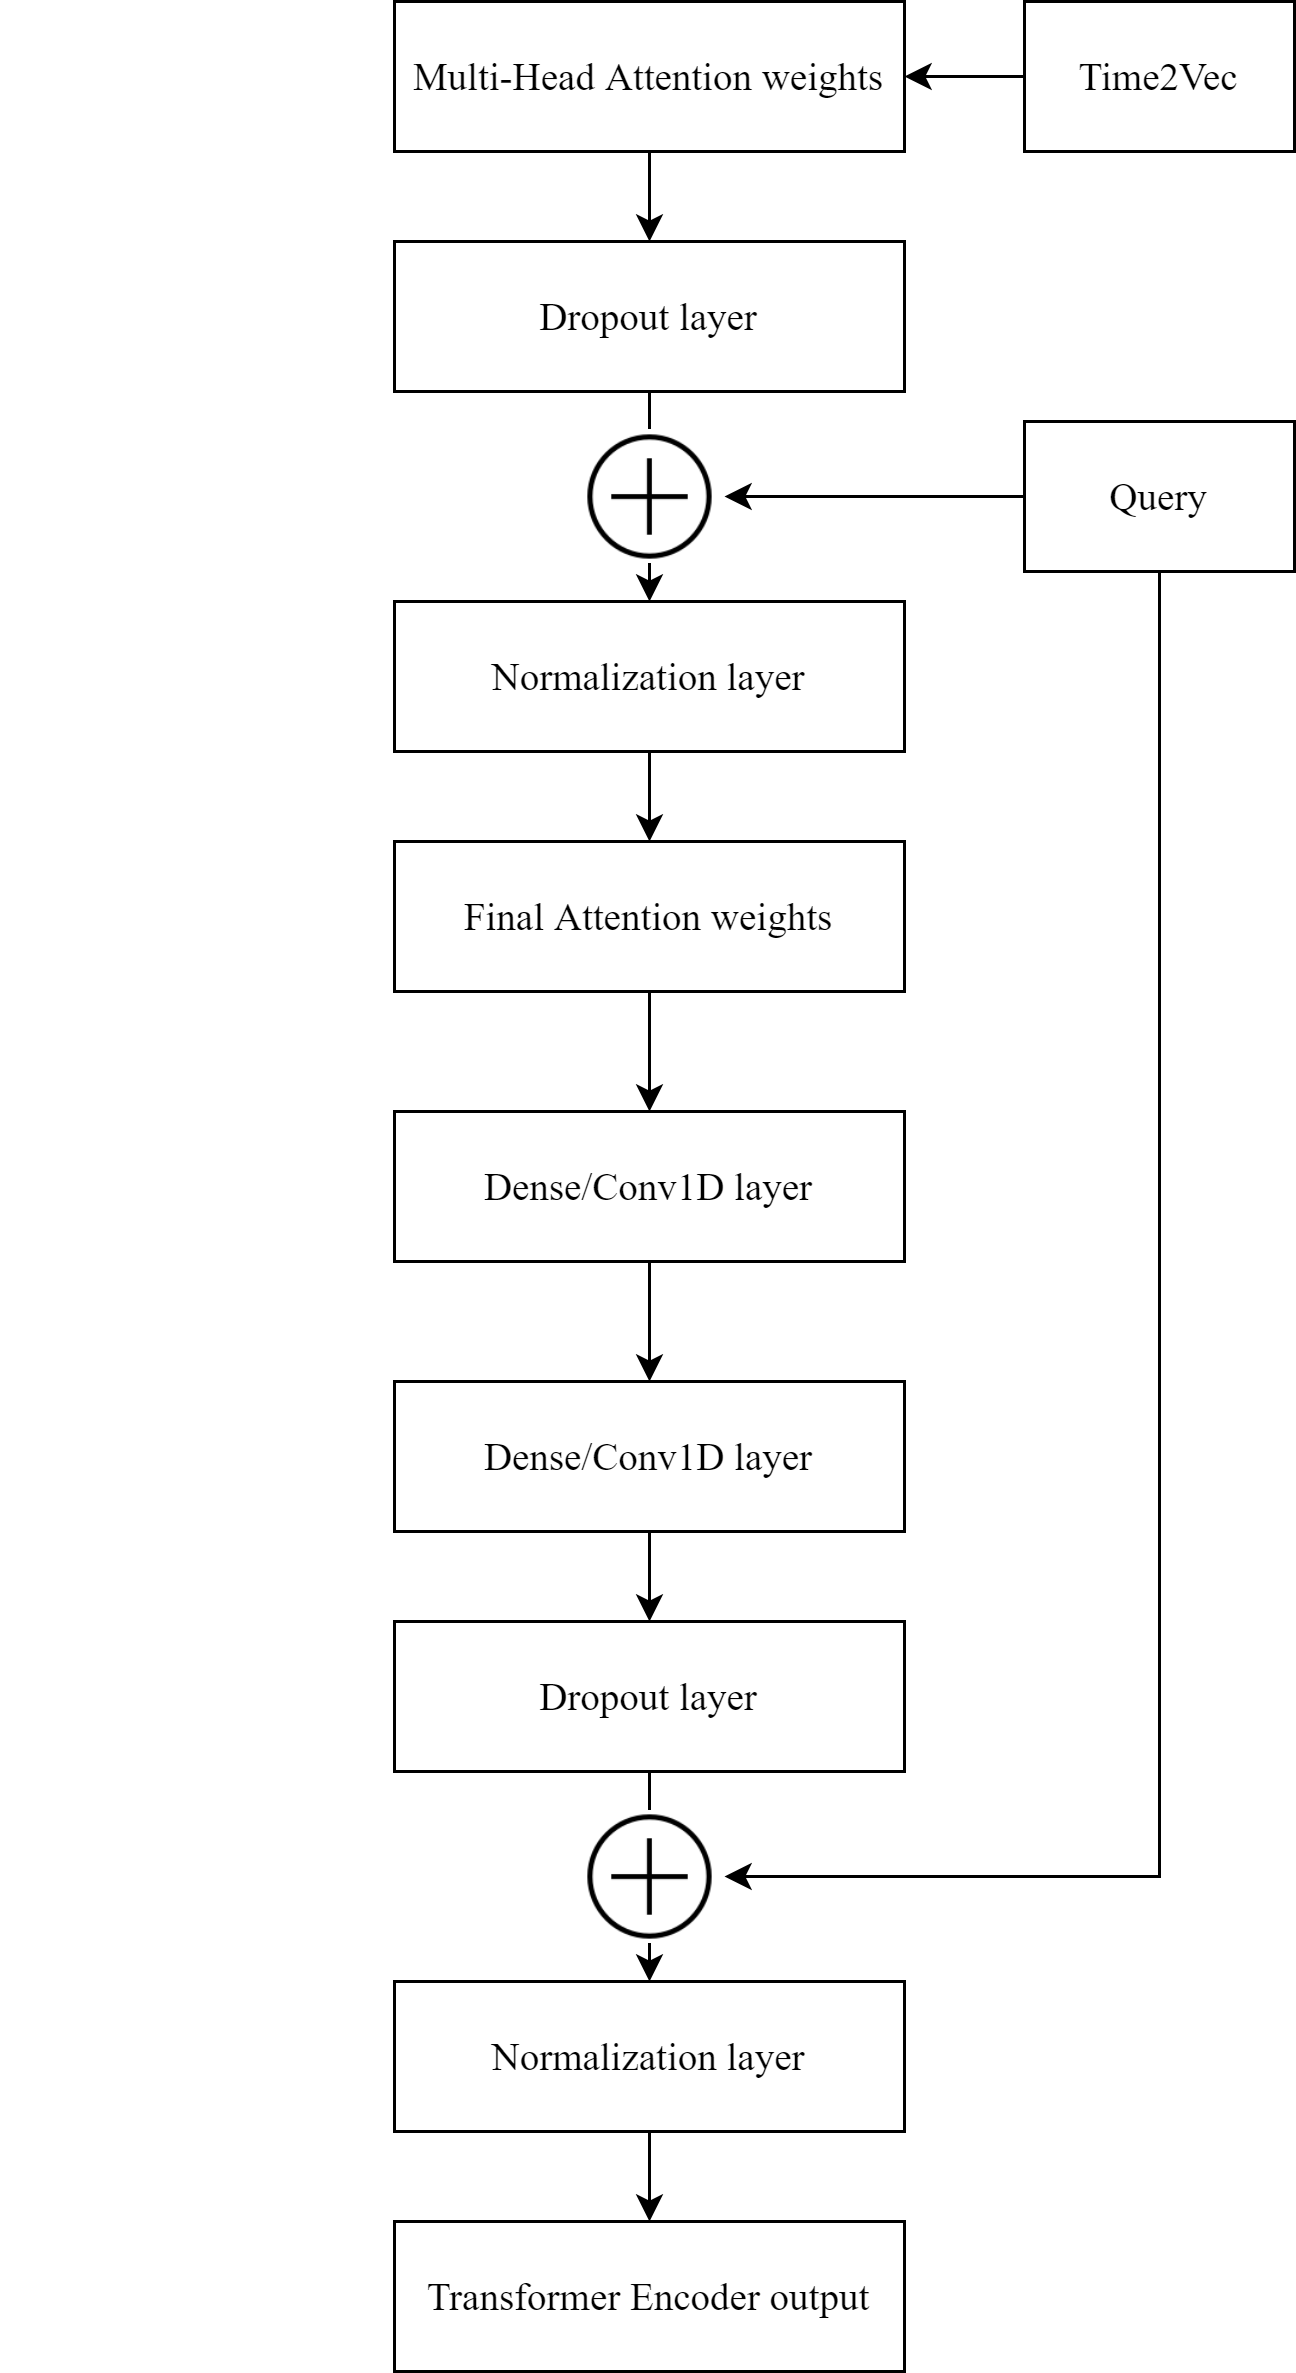 Multi-Head Attention weights
Time2Vec
Dropout layer
Query
Normalization layer
Final Attention weights
Dense/Conv1D layer
Dense/Conv1D layer
Dropout layer
Normalization layer
Transformer Encoder output